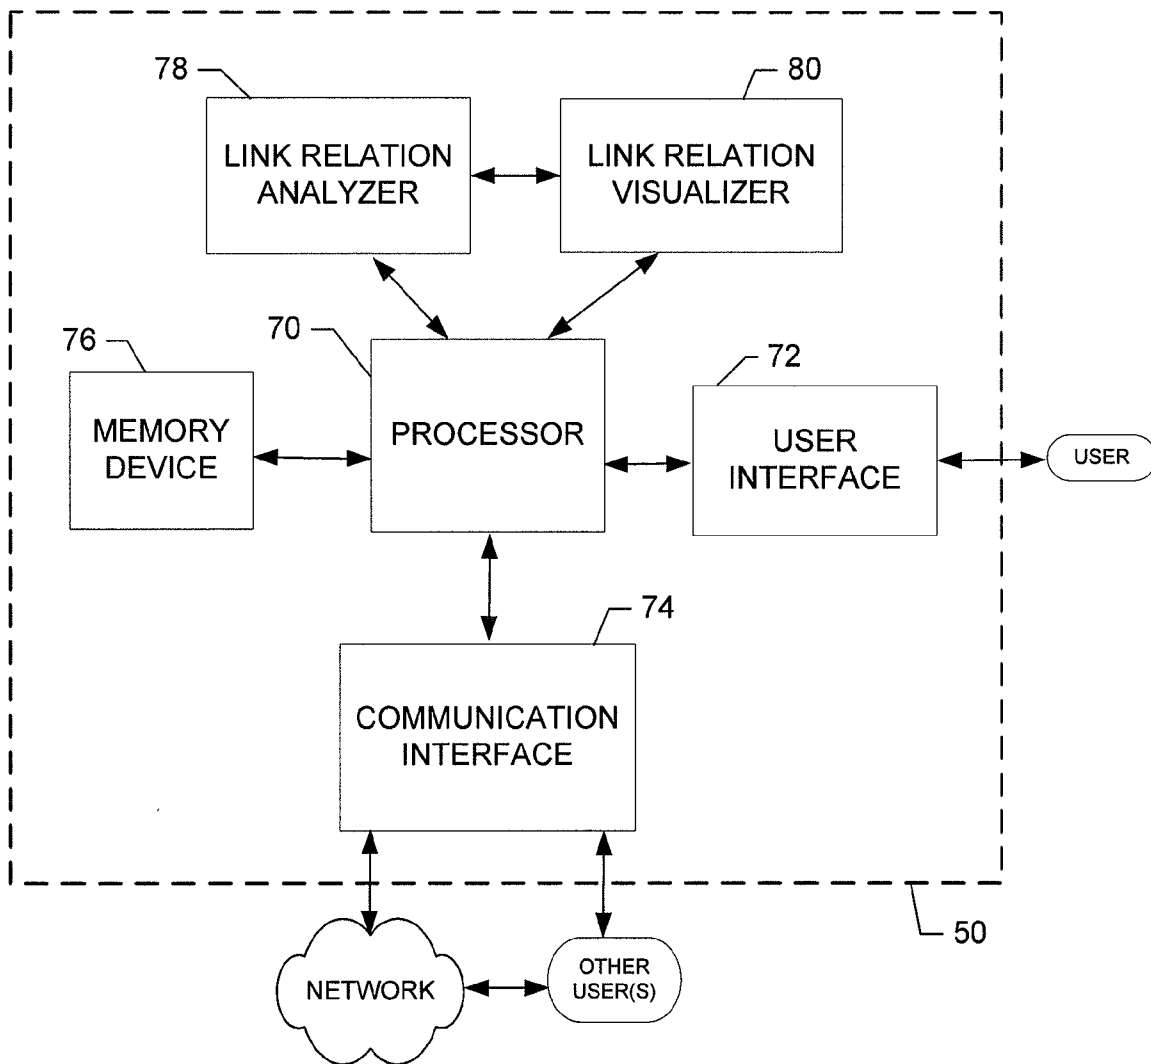 78
80
LINK RELATION
ANALYZER
LINK RELATION
VISUALIZER
76
70
72
MEMORY
DEVICE
PROCESSOR
USER
INTERFACE
USER
74
COMMUNICATION
INTERFACE
50
NETWORK
OTHER
USER(S)